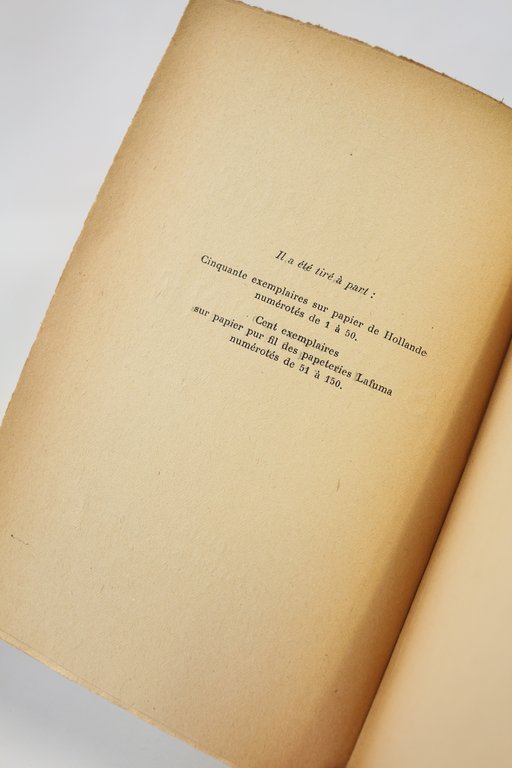 Il a été tiré à part :
Cinquante exemplaires sur papier de Hollande
numérotés de 1 à 50.
Cent exemplaires
sur papier pur fil des papeteries Lafuma
numérotés de 51 à 150.